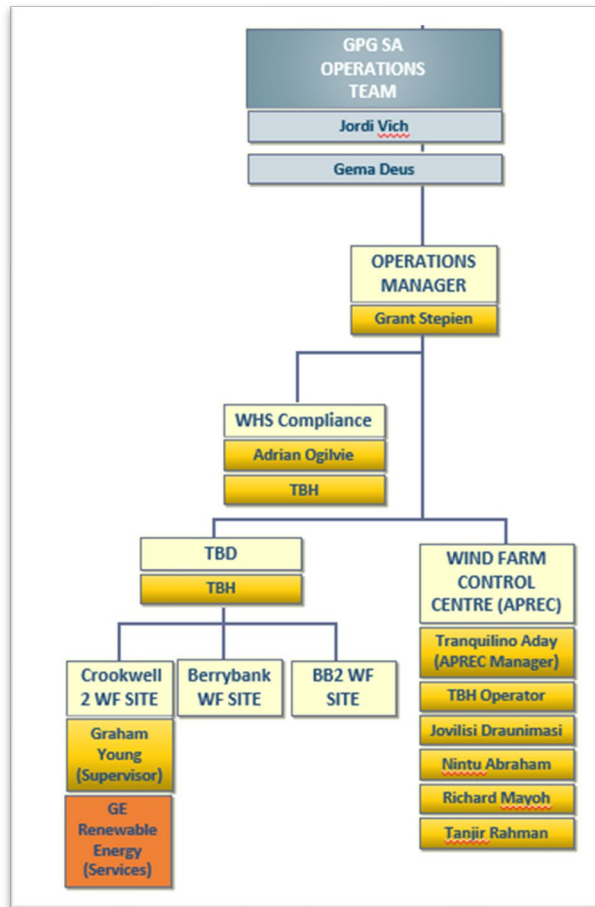 GPG SA
OPERATIONS
TEAM
Jordi Vich
Gema Deus
OPERATIONS
MANAGER
Grant Stepien
WHS Compliance
Adrian Ogilvie
TBH
TBD
TBH
Crookwell
2 WF SITE
Graham
Young
(Supervisor)
GE
Renewable
Energy
(Services)
Berrybank
WF SITE
BB2 WF
SITE
WIND FARM
CONTROL
CENTRE (APREC)
Tranquilino Aday
(APREC Manager)
TBH Operator
Jovilisi Draunimasi
Nintu Abraham
Richard Mayoh
Tanjir Rahman